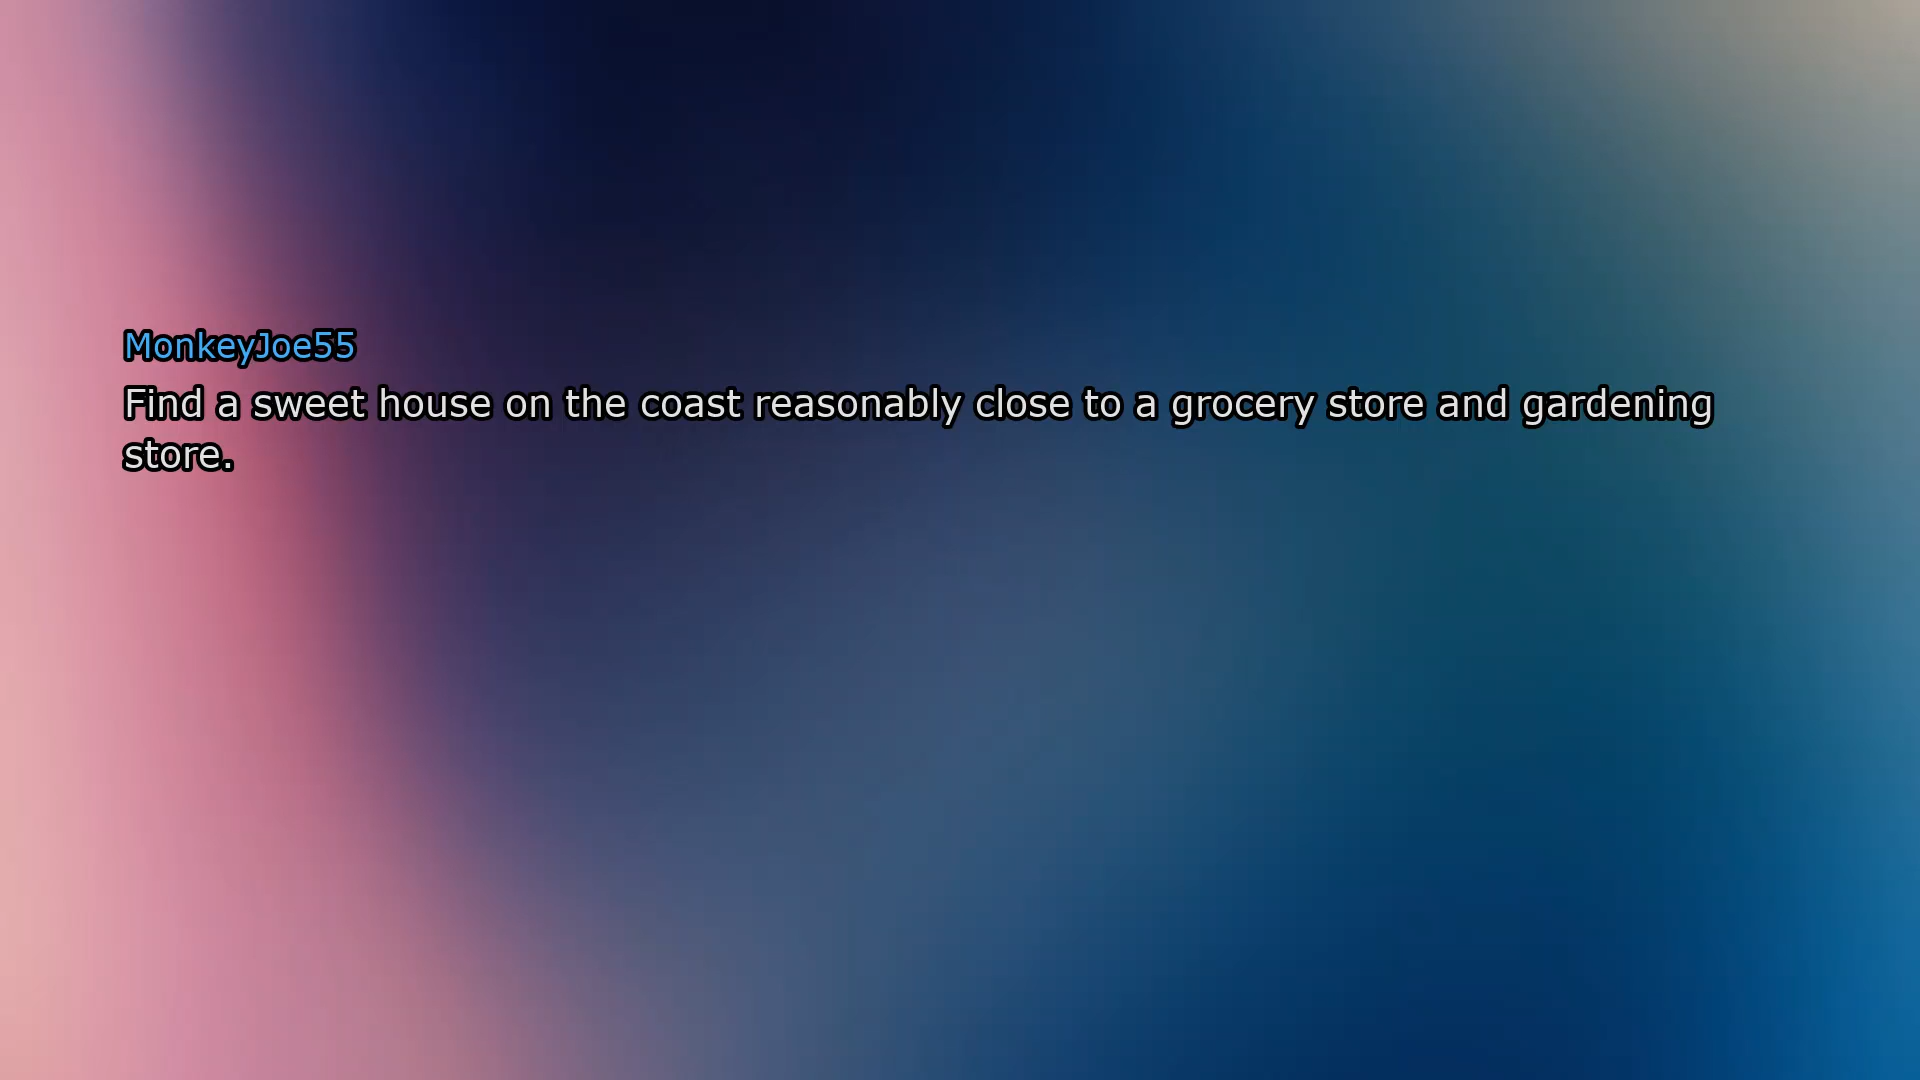 MonkeyJoe55
Find a sweet house on the coast reasonably close to a grocery store and gardening
store.